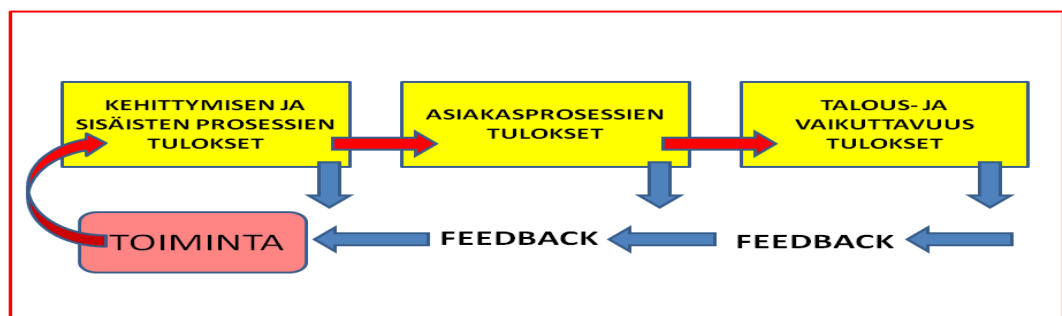 KEHITTYMISEN JA
SISÄISTEN PROSESSIEN
TULOKSET
ASIAKASPROSESSIEN
TULOKSET
TALOUS- JA
VAIKUTTAVUUS
TULOKSET
TOIMINTA
FEEDBACK
FEEDBACK